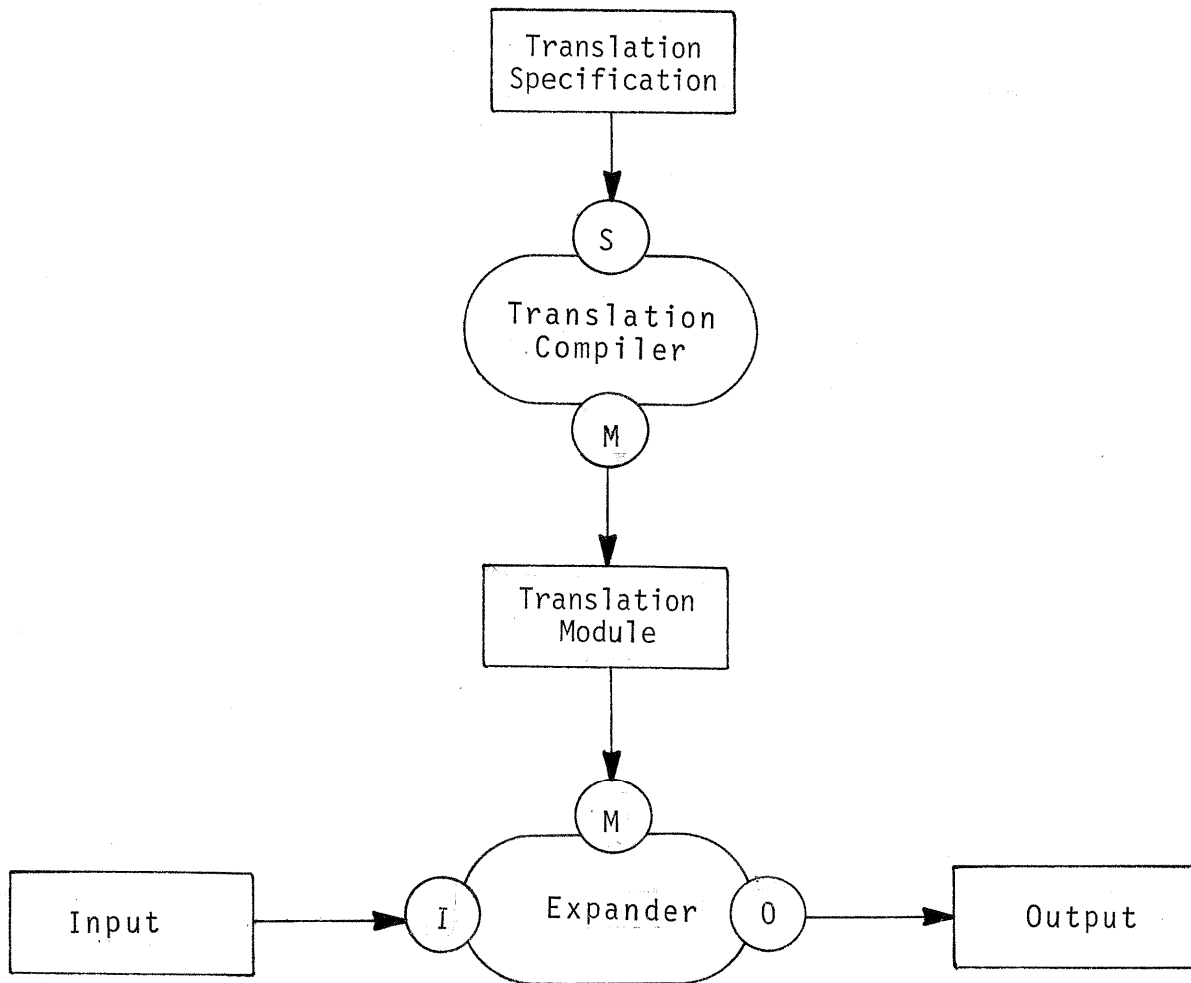 Translation
Specification
S
Translation
Compiler
M
Translation
Module
M
Input
I
Expander
O
Output